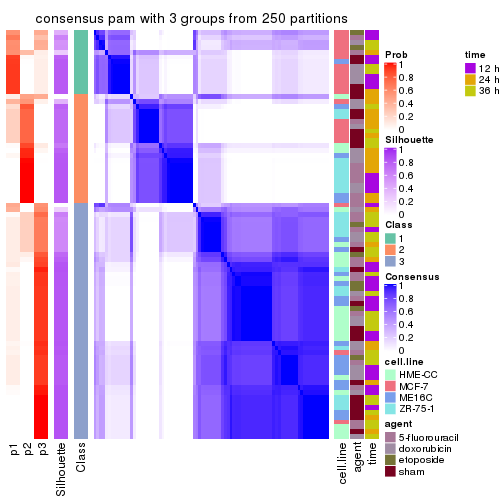 consensus pam with 3 groups from 250 partitions
Prob
1
0.8
0.6
0.4
0.2
0
time
12 h
24 h
36 h
Silhouette
1
0.8
0.6
0.4
0.2
0
Class
1
2
3
Consensus
1
0.8
0.6
0.4
0.2
0
cell.line
HME-CC
MCF-7
ME16C
ZR-75-1
agent
5-fluorouracil
doxorubicin
etoposide
sham
p1
p2
p3
Silhouette
Class
cell.line
agent
time